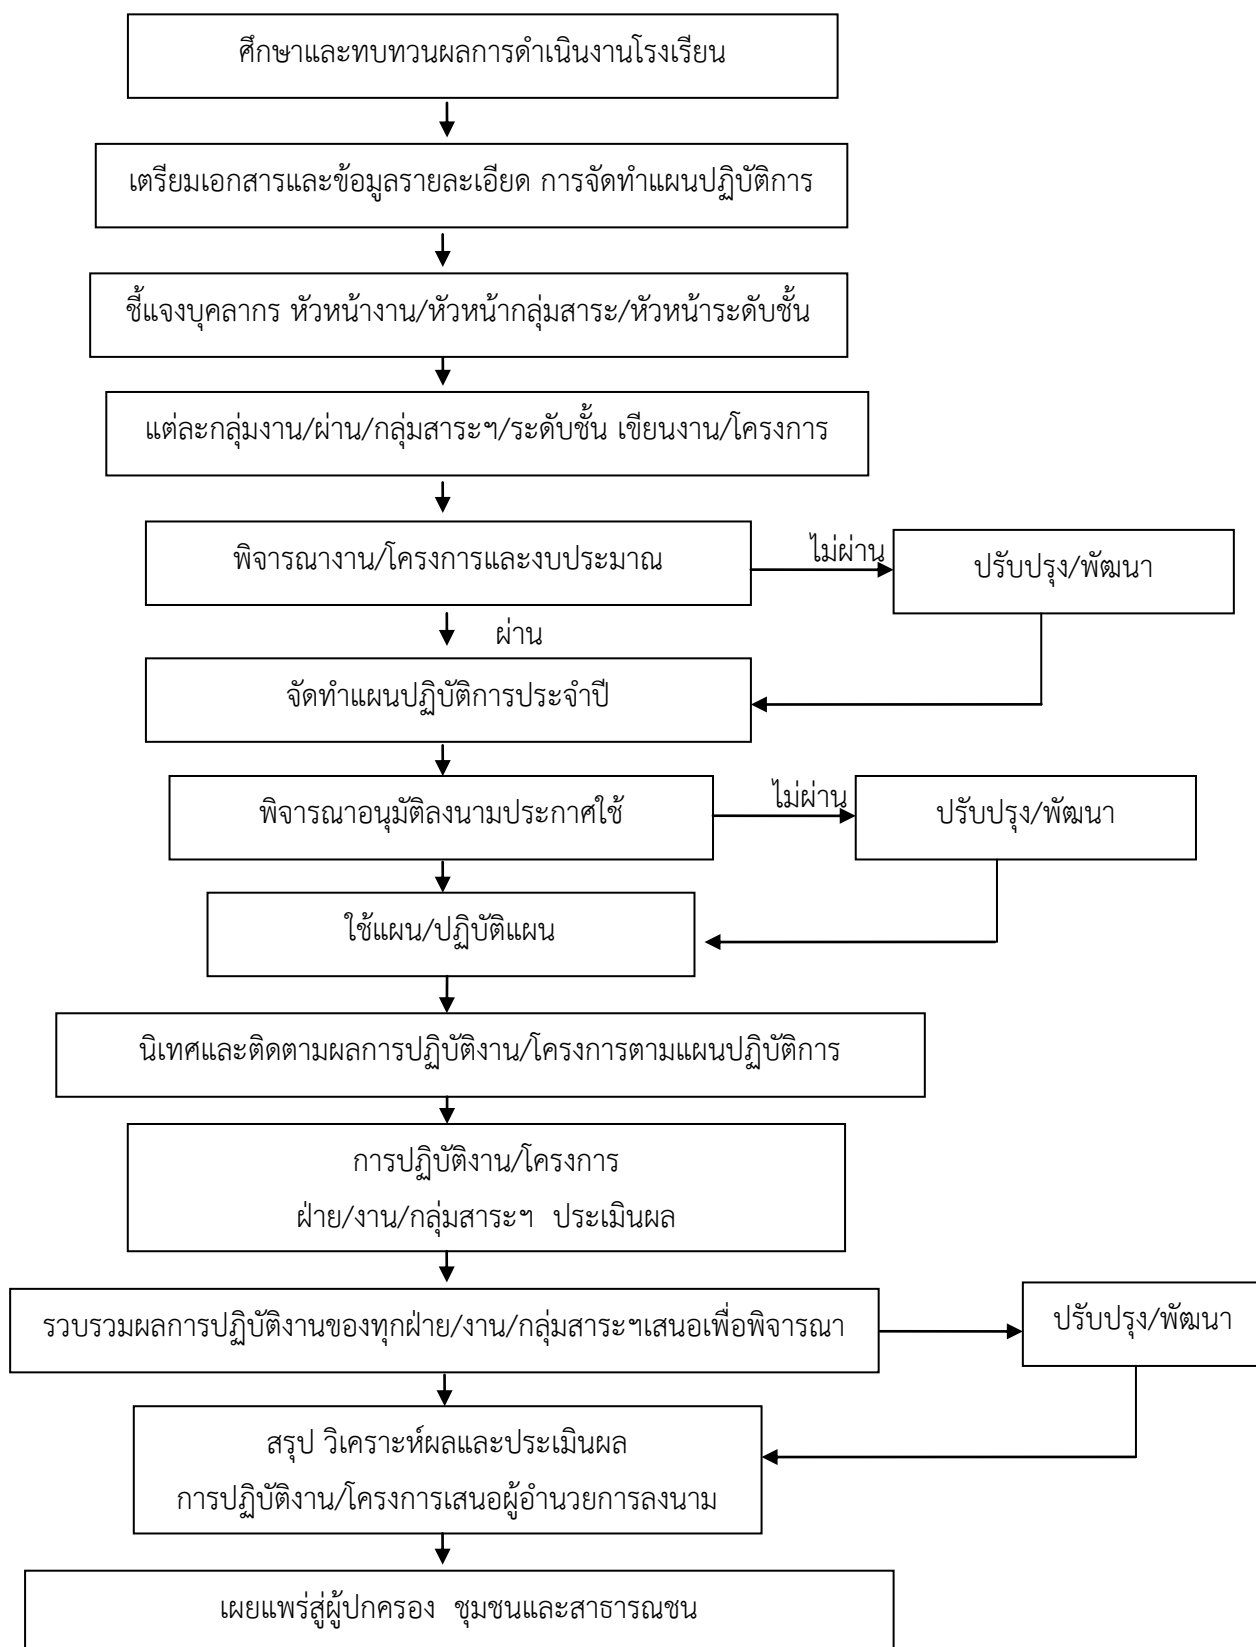 ศึกษาและทบทวนผลการดำเนินงานโรงเรียน
เตรียมเอกสารและข้อมูลรายละเอียด การจัดทำแผนปฏิบัติการ
ชี้แจงบุคลากร หัวหน้างาน/หัวหน้ากลุ่มสาระ/หัวหน้าระดับชั้น
แต่ละกลุ่มงาน/ผ่าน/กลุ่มสาระฯ/ระดับชั้น เขียนงาน/โครงการ
พิจารณางาน/โครงการและงบประมาณ
ไม่ผ่าน
ปรับปรุง/พัฒนา
ผ่าน
จัดทำแผนปฏิบัติการประจำปี
พิจารณาอนุมัติลงนามประกาศใช้
ไม่ผ่าน
ปรับปรุง/พัฒนา
ใช้แผน/ปฏิบัติแผน
นิเทศและติดตามผลการปฏิบัติงาน/โครงการตามแผนปฏิบัติการ
การปฏิบัติงาน/โครงการ
ฝ่าย/งาน/กลุ่มสาระฯ ประเมินผล
รวบรวมผลการปฏิบัติงานของทุกฝ่าย/งาน/กลุ่มสาระฯเสนอเพื่อพิจารณา
ปรับปรุง/พัฒนา
สรุป วิเคราะห์ผลและประเมินผล
การปฏิบัติงาน/โครงการเสนอผู้อำนวยการลงนาม
เผยแพร่สู่ผู้ปกครอง ชุมชนและสาธารณชน